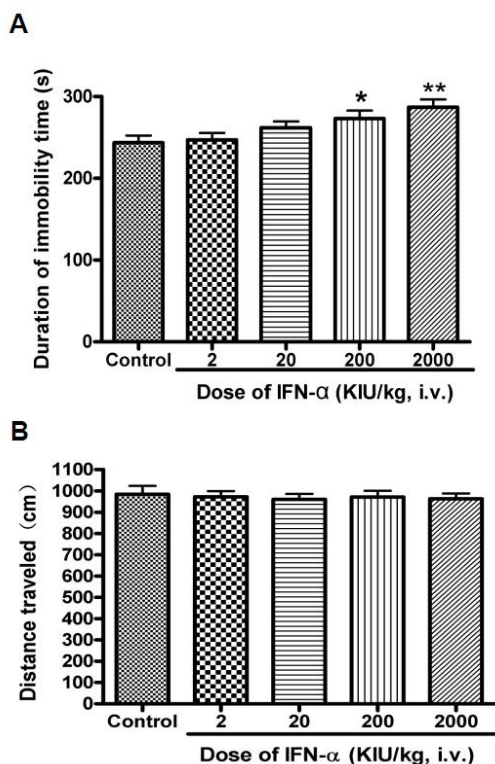 A
Duration of immobility time (s)
300
200
100
0
*
**
Control 2 20 200 2000
Dose of IFN-α (KIU/kg, i.v.)
B
Distance traveled (cm)
1100
1000
900
800
700
600
500
400
300
200
100
0
Control 2 20 200 2000
Dose of IFN-α (KIU/kg, i.v.)